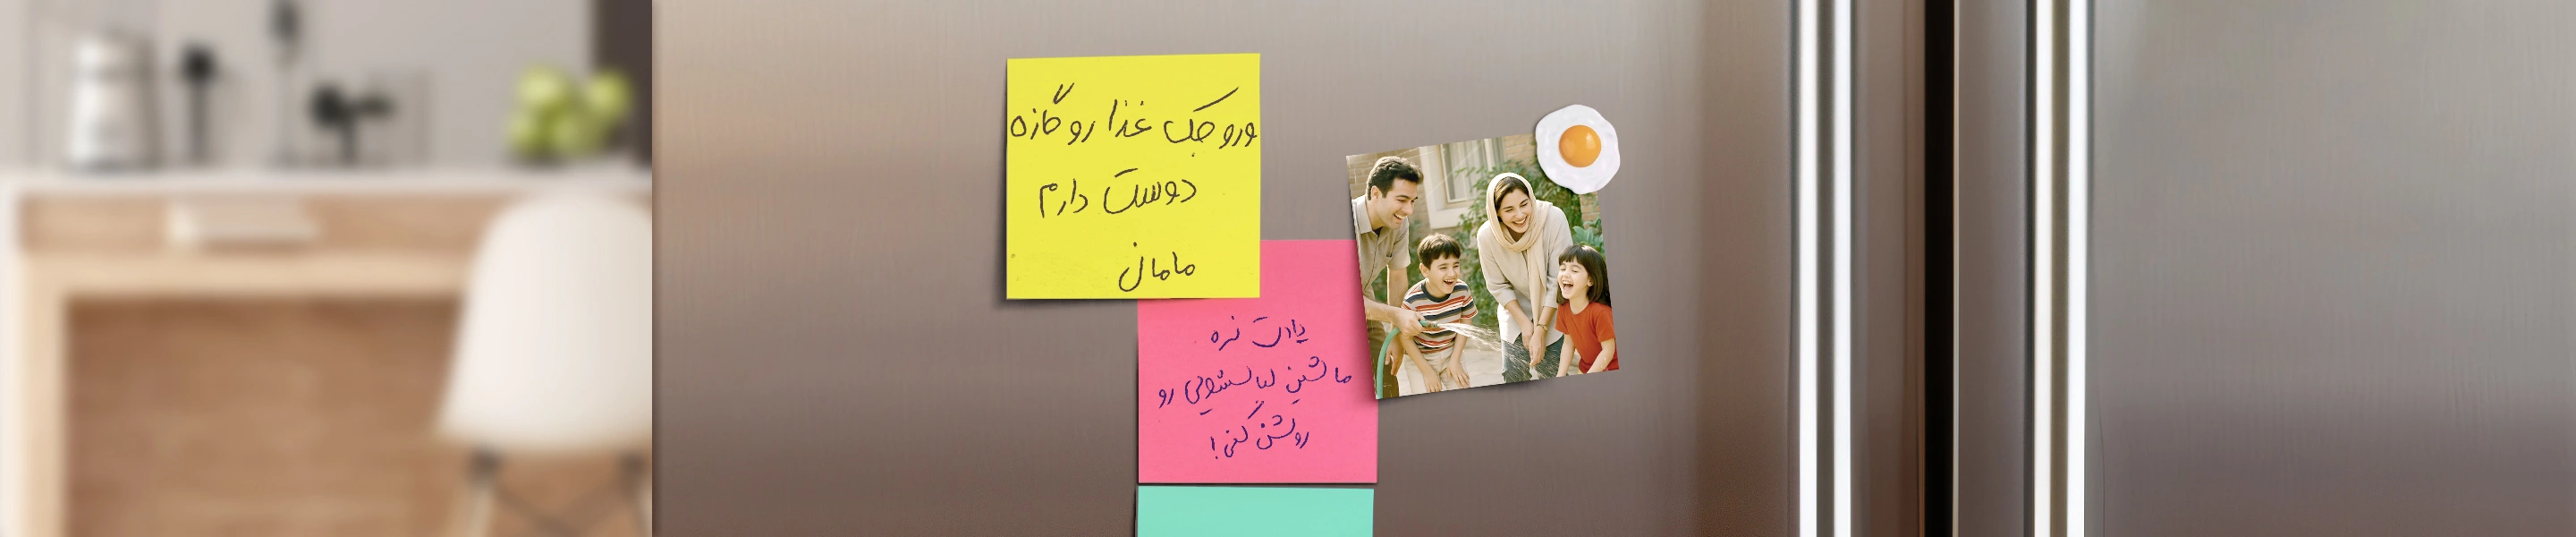 وروجک غذا رو گازه
دوست دارم
مامان
یادت نره
ماشین لباسشویی رو
روشن کنی!